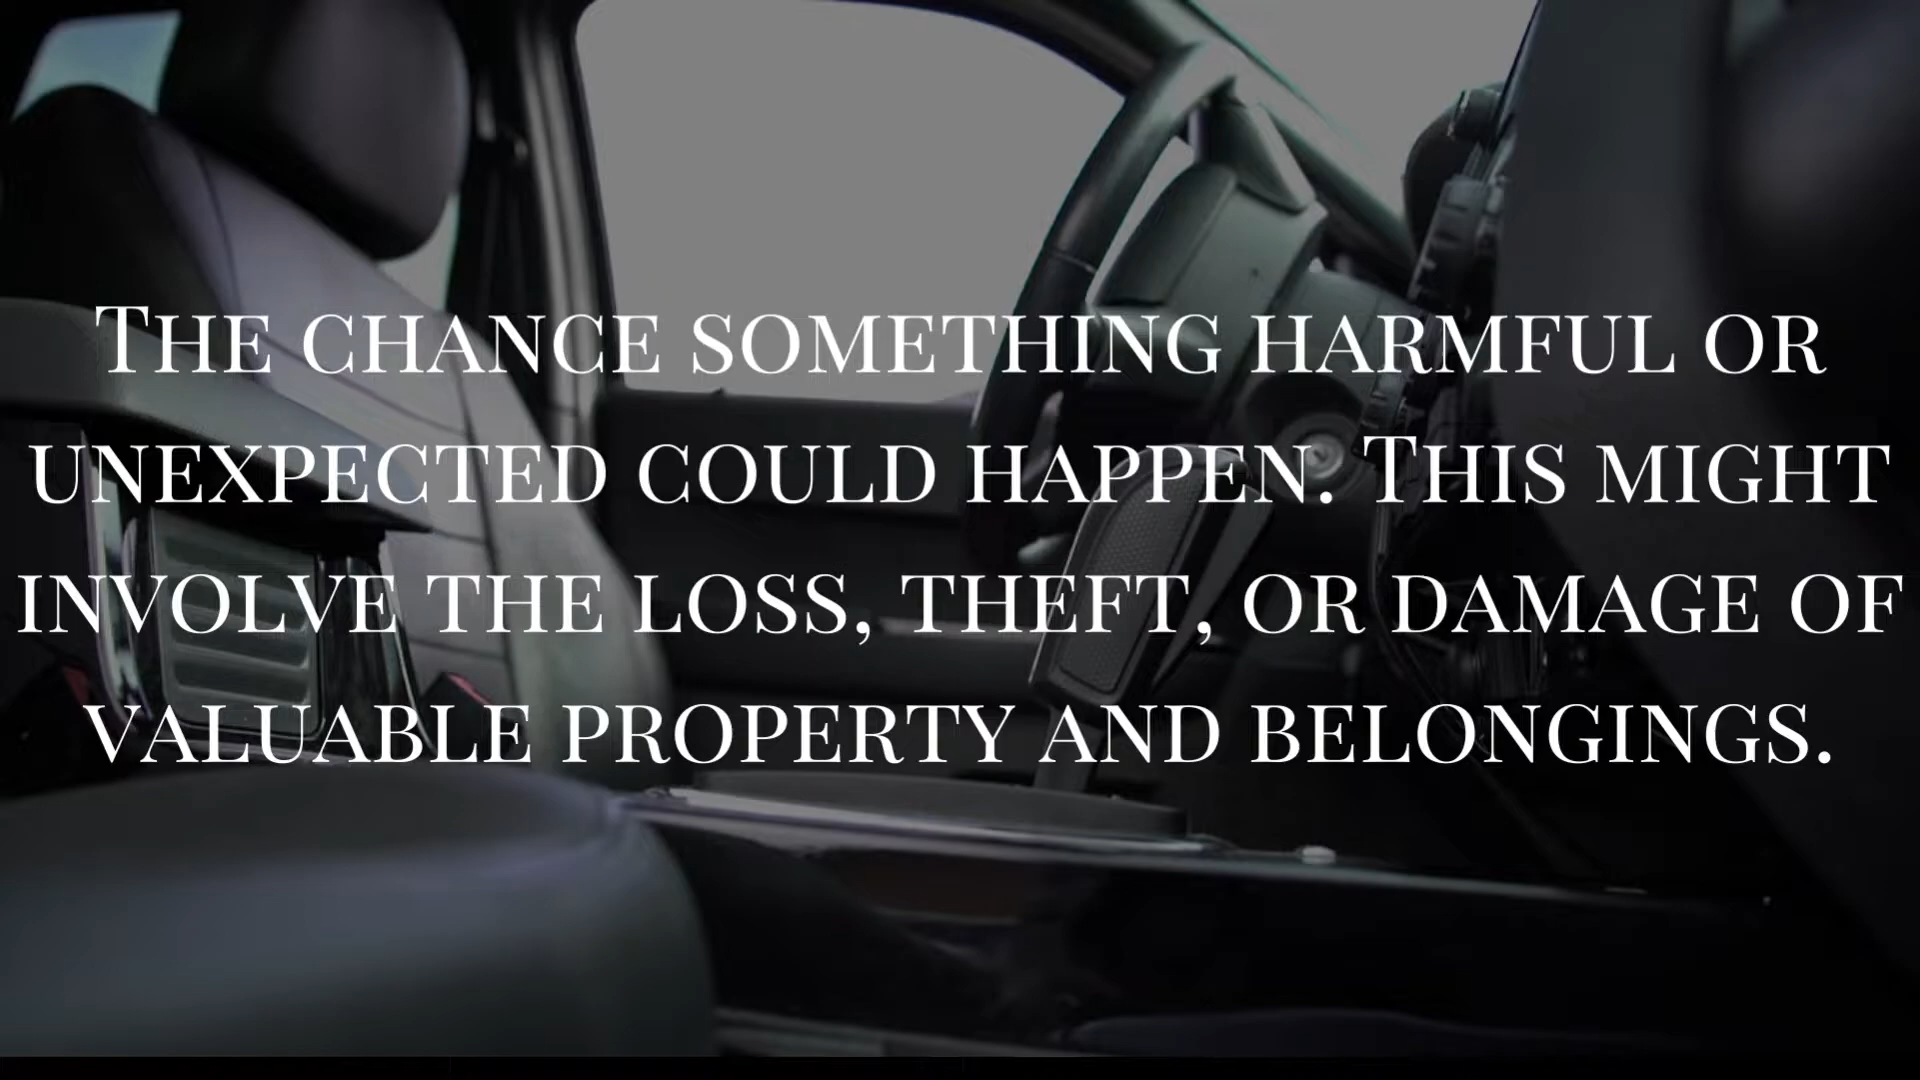 The chance something harmful or
unexpected could happen. This might
involve the loss, theft, or damage of
valuable property and belongings.